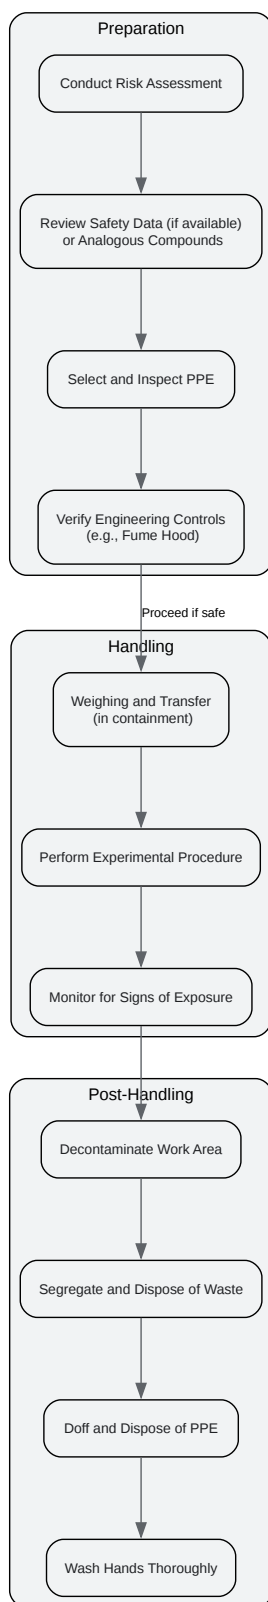 Preparation
Conduct Risk Assessment
Review Safety Data (if available)
or Analogous Compounds
Select and Inspect PPE
Verify Engineering Controls
(e.g., Fume Hood)
Proceed if safe
Handling
Weighing and Transfer
(in containment)
Perform Experimental Procedure
Monitor for Signs of Exposure
Post-Handling
Decontaminate Work Area
Segregate and Dispose of Waste
Doff and Dispose of PPE
Wash Hands Thoroughly